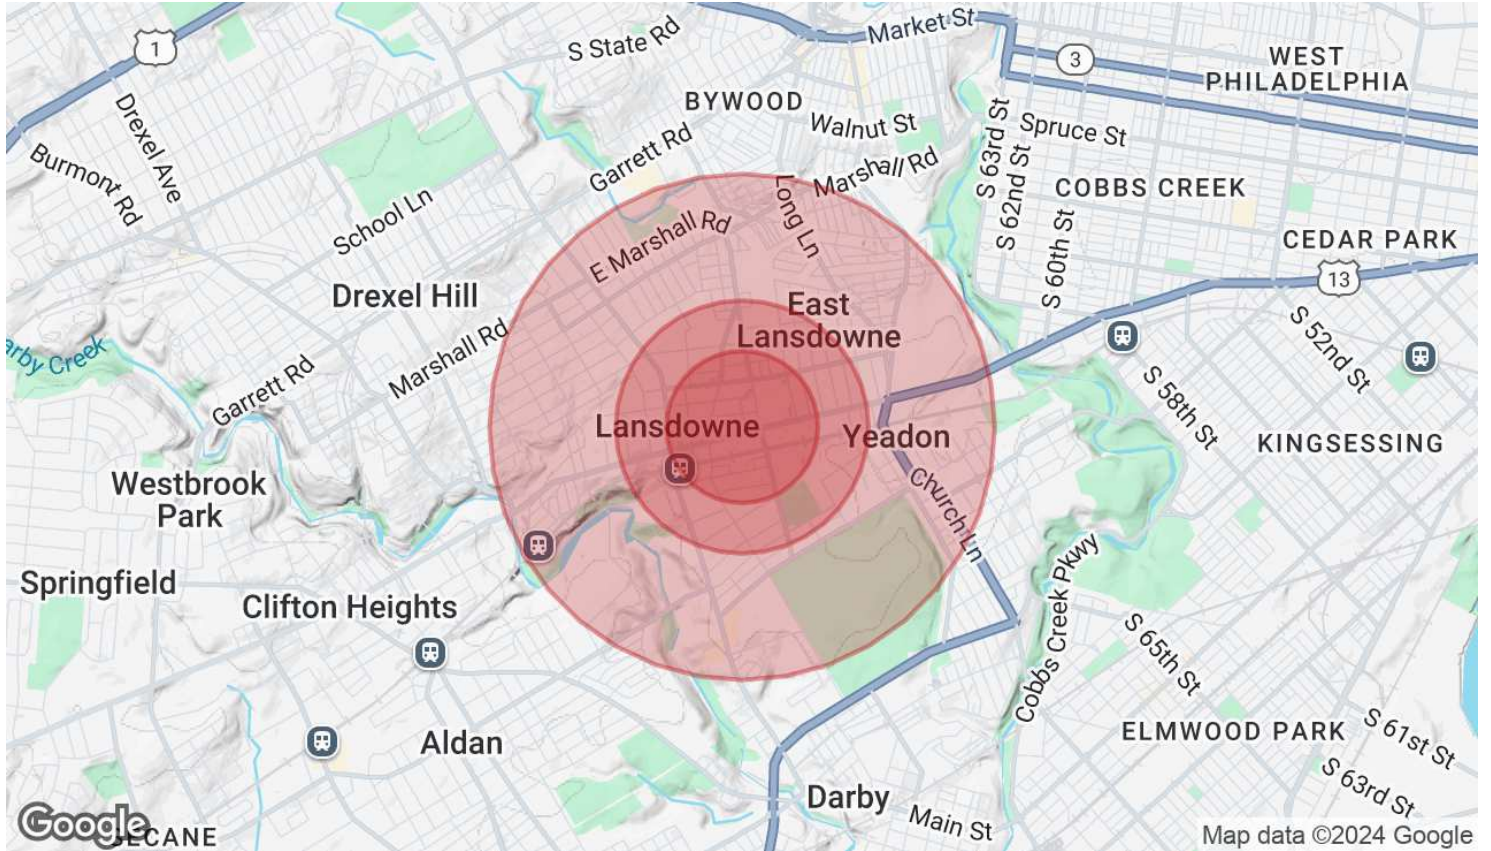 1
S State Rd
Market St
3
WEST
PHILADELPHIA
BYWOOD
Drexel Ave
Walnut St
Spruce St
S 63rd St
Garrett Rd
Marshall Rd
S 62nd St
Burmont Rd
COBBS CREEK
School Ln
Long Ln
E Marshall Rd
S 60th St
CEDAR PARK
13
Drexel Hill
East
Lansdowne
S 52nd St
arby Creek
Marshall Rd
Garrett Rd
S 58th St
Lansdowne
Yeadon
KINGSESSING
Westbrook
Park
Church Ln
Cobbs Creek Pkwy
Springfield
Clifton Heights
S 65th St
Aldan
ELMWOOD PARK
S 61st St
S 63rd St
Darby
Main St
Google
SECANE
Map data ©2024 Google